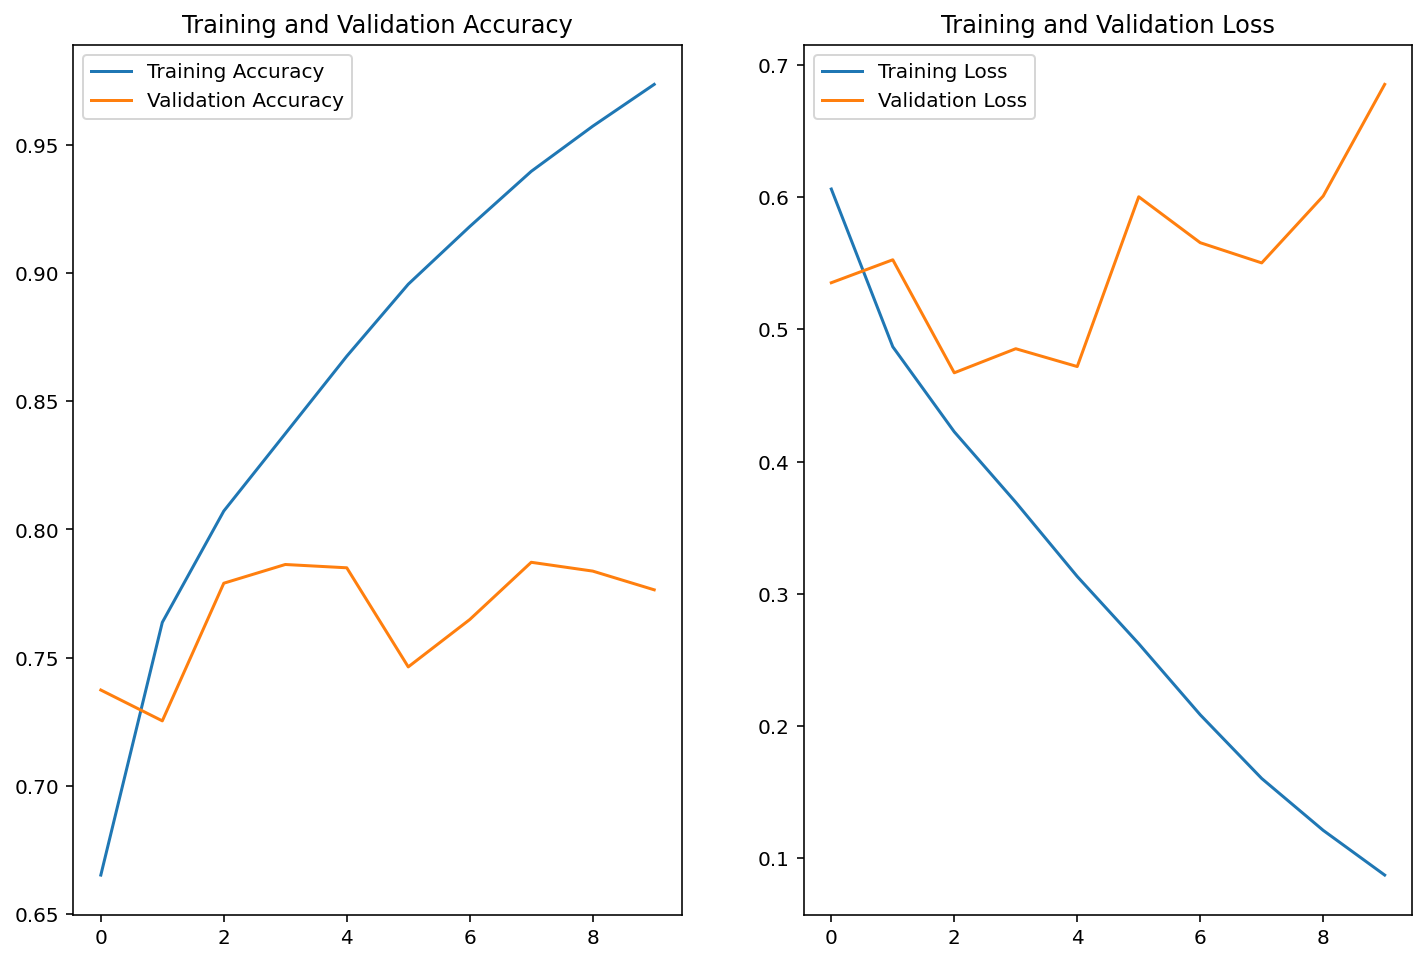 Training and Validation Accuracy
Training Accuracy
Validation Accuracy
0.95
0.90
0.85
0.80
0.75
0.70
0.65
0 2 4 6 8
Training and Validation Loss
Training Loss
Validation Loss
0.7
0.6
0.5
0.4
0.3
0.2
0.1
0 2 4 6 8